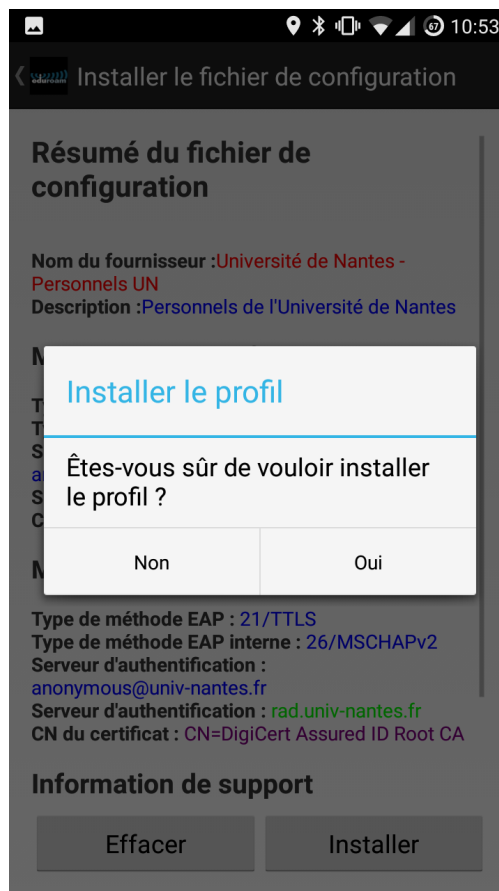 67 10:53
eduroam Installer le fichier de configuration
Résumé du fichier de
configuration
Nom du fournisseur :Université de Nantes -
Personnels UN
Description :Personnels de l'Université de Nantes
Installer le profil
Êtes-vous sûr de vouloir installer
le profil ?
Non Oui
Type de méthode EAP : 21/TTLS
Type de méthode EAP interne : 26/MSCHAPv2
Serveur d'authentification :
anonymous@univ-nantes.fr
Serveur d'authentification : rad.univ-nantes.fr
CN du certificat : CN=DigiCert Assured ID Root CA
Information de support
Effacer Installer